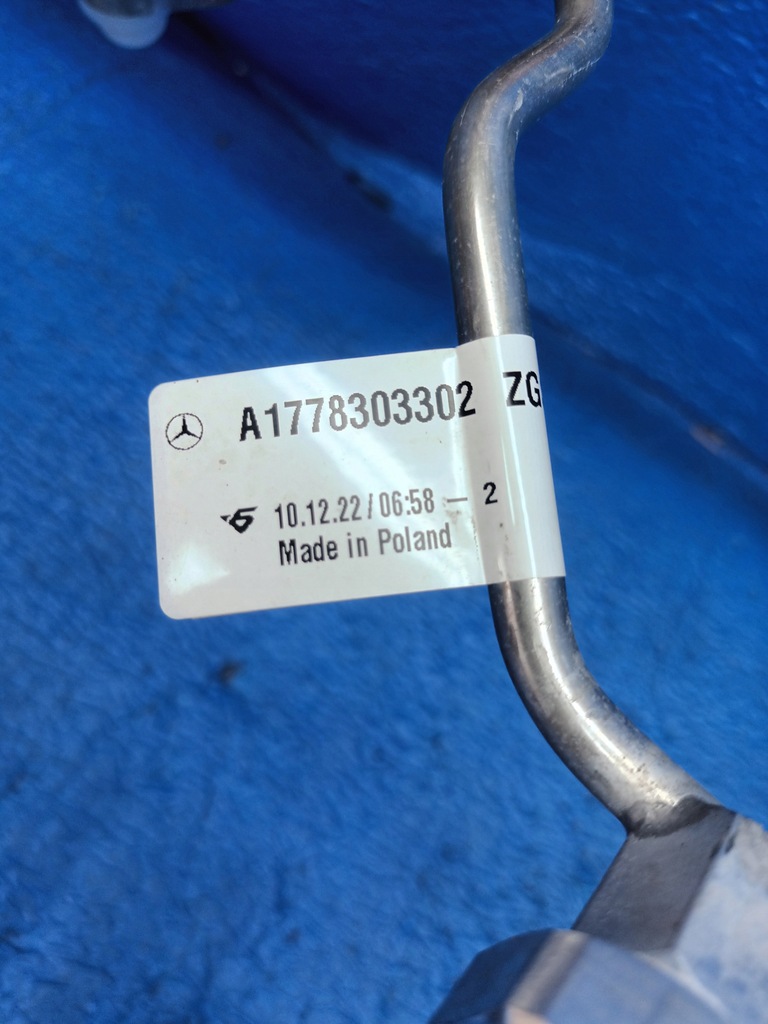 A1778303302 ZG
10.12.22/06:58 – 2
Made in Poland